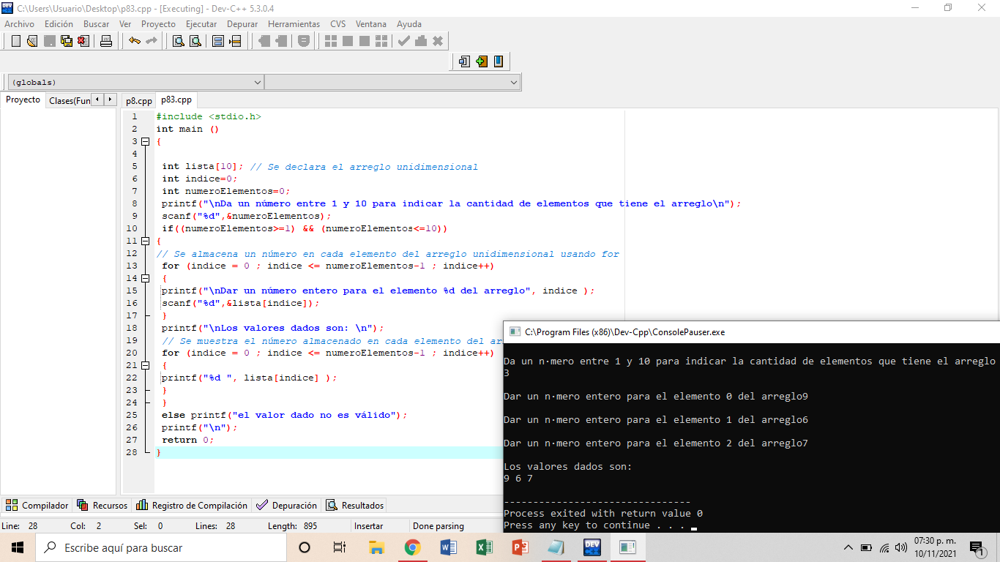 C:\Users\Usuario\Desktop\p83.cpp - [Executing] - Dev-C++ 5.3.0.4
Archivo Edición Buscar Ver Proyecto Ejecutar Depurar Herramientas CVS Ventana Ayuda
(globals)
Proyecto Clases(Fun p8.cpp p83.cpp
1 #include <stdio.h>
2 int main ()
3 {
4
5 int lista[10]; // Se declara el arreglo unidimensional
6 int indice=0;
7 int numeroElementos=0;
8 printf("\nDa un número entre 1 y 10 para indicar la cantidad de elementos que tiene el arreglo\n");
9 scanf("%d",&numeroElementos);
10 if((numeroElementos>=1) && (numeroElementos<=10))
11 {
12 // Se almacena un número en cada elemento del arreglo unidimensional usando for
13 for (indice = 0 ; indice <= numeroElementos-1 ; indice++)
14 {
15 printf("\nDar un número entero para el elemento %d del arreglo", indice );
16 scanf("%d",&lista[indice]);
17 }
18 printf("\nLos valores dados son: \n");
19 // Se muestra el número almacenado en cada elemento del ar
20 for (indice = 0 ; indice <= numeroElementos-1 ; indice++)
21 {
22 printf("%d ", lista[indice] );
23 }
24 }
25 else printf("el valor dado no es válido");
26 printf("\n");
27 return 0;
28 }
C:\Program Files (x86)\Dev-Cpp\ConsolePauser.exe
Da un n·mero entre 1 y 10 para indicar la cantidad de elementos que tiene el arreglo
3
Dar un n·mero entero para el elemento 0 del arreglo9
Dar un n·mero entero para el elemento 1 del arreglo6
Dar un n·mero entero para el elemento 2 del arreglo7
Los valores dados son:
9 6 7
--------------------------------
Process exited with return value 0
Press any key to continue . . .
Compilador Recursos Registro de Compilación Depuración Resultados
Line: 28 Col: 2 Sel: 0 Lines: 28 Length: 895 Insertar Done parsing
Escribe aquí para buscar
07:30 p. m.
10/11/2021
1